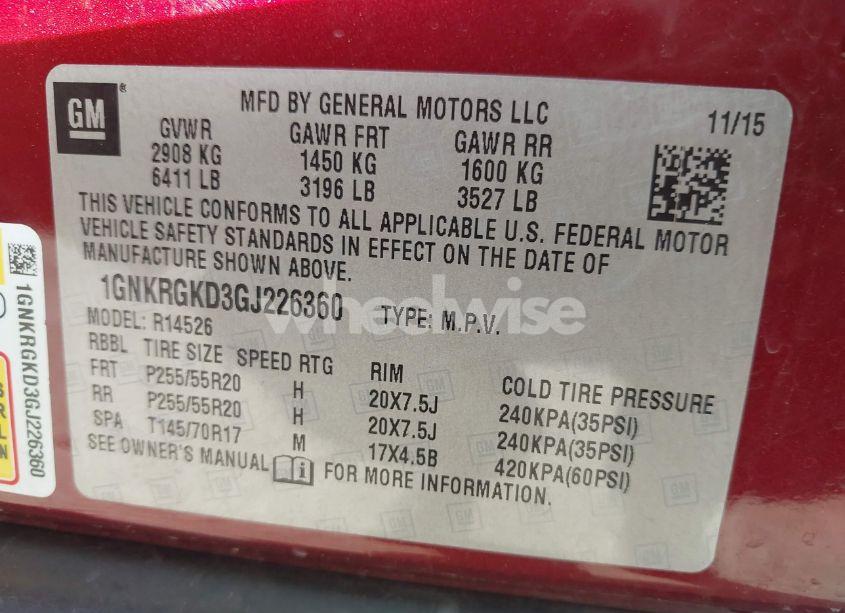 GM
MFD BY GENERAL MOTORS LLC
11/15
GVWR GAWR FRT GAWR RR
2908 KG 1450 KG 1600 KG
6411 LB 3196 LB 3527 LB
THIS VEHICLE CONFORMS TO ALL APPLICABLE U.S. FEDERAL MOTOR
VEHICLE SAFETY STANDARDS IN EFFECT ON THE DATE OF
MANUFACTURE SHOWN ABOVE.
1GNKRGKD3GJ226360 TYPE: M.P.V.
MODEL: R14526
RBBL TIRE SIZE SPEED RTG RIM COLD TIRE PRESSURE
FRT P255/55R20 H 20X7.5J 240KPA(35PSI)
RR P255/55R20 H 20X7.5J 240KPA(35PSI)
SPA T145/70R17 M 17X4.5B 420KPA(60PSI)
SEE OWNER'S MANUAL i FOR MORE INFORMATION.
1GNKRGKD3GJ226360
wheelwise